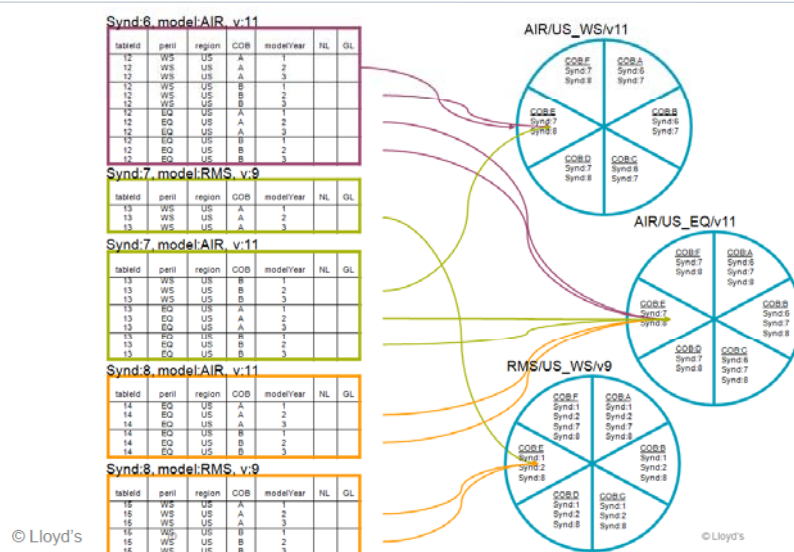 Synd:6, model:AIR, v:11
tableId peril region COB modelYear NL GL
12 WS US A 1
12 WS US A 2
12 WS US A 3
12 WS US B 1
12 WS US B 2
12 WS US B 3
12 EQ US A 1
12 EQ US A 2
12 EQ US A 3
12 EQ US B 1
12 EQ US B 2
12 EQ US B 3
Synd:7, model:RMS, v:9
tableId peril region COB modelYear NL GL
13 WS US A 1
13 WS US A 2
13 WS US A 3
Synd:7, model:AIR, v:11
tableId peril region COB modelYear NL GL
13 WS US B 1
13 WS US B 2
13 WS US B 3
13 EQ US A 1
13 EQ US A 2
13 EQ US A 3
13 EQ US B 1
13 EQ US B 2
13 EQ US B 3
Synd:8, model:AIR, v:11
tableId peril region COB modelYear NL GL
14 EQ US A 1
14 EQ US A 2
14 EQ US A 3
14 EQ US B 1
14 EQ US B 2
14 EQ US B 3
Synd:8, model:RMS, v:9
tableId peril region COB modelYear NL GL
15 WS US A 1
15 WS US A 2
15 WS US A 3
15 WS US B 1
15 WS US B 2
15 WS US B 3
AIR/US_WS/v11
COB:F
Synd:7
Synd:8
COB:A
Synd:6
Synd:7
COB:E
Synd:7
Synd:8
COB:B
Synd:6
Synd:7
COB:D
Synd:7
Synd:8
COB:C
Synd:6
Synd:7
AIR/US_EQ/v11
COB:F
Synd:7
Synd:8
COB:A
Synd:6
Synd:7
Synd:8
COB:E
Synd:7
Synd:8
COB:B
Synd:6
Synd:7
Synd:8
COB:D
Synd:7
Synd:8
COB:C
Synd:6
Synd:7
Synd:8
RMS/US_WS/v9
COB:F
Synd:1
Synd:2
Synd:7
Synd:8
COB:A
Synd:1
Synd:2
Synd:7
Synd:8
COB:E
Synd:1
Synd:2
Synd:8
COB:B
Synd:1
Synd:2
Synd:8
COB:D
Synd:1
Synd:2
Synd:8
COB:C
Synd:1
Synd:2
Synd:8
© Lloyd's
© Lloyd's